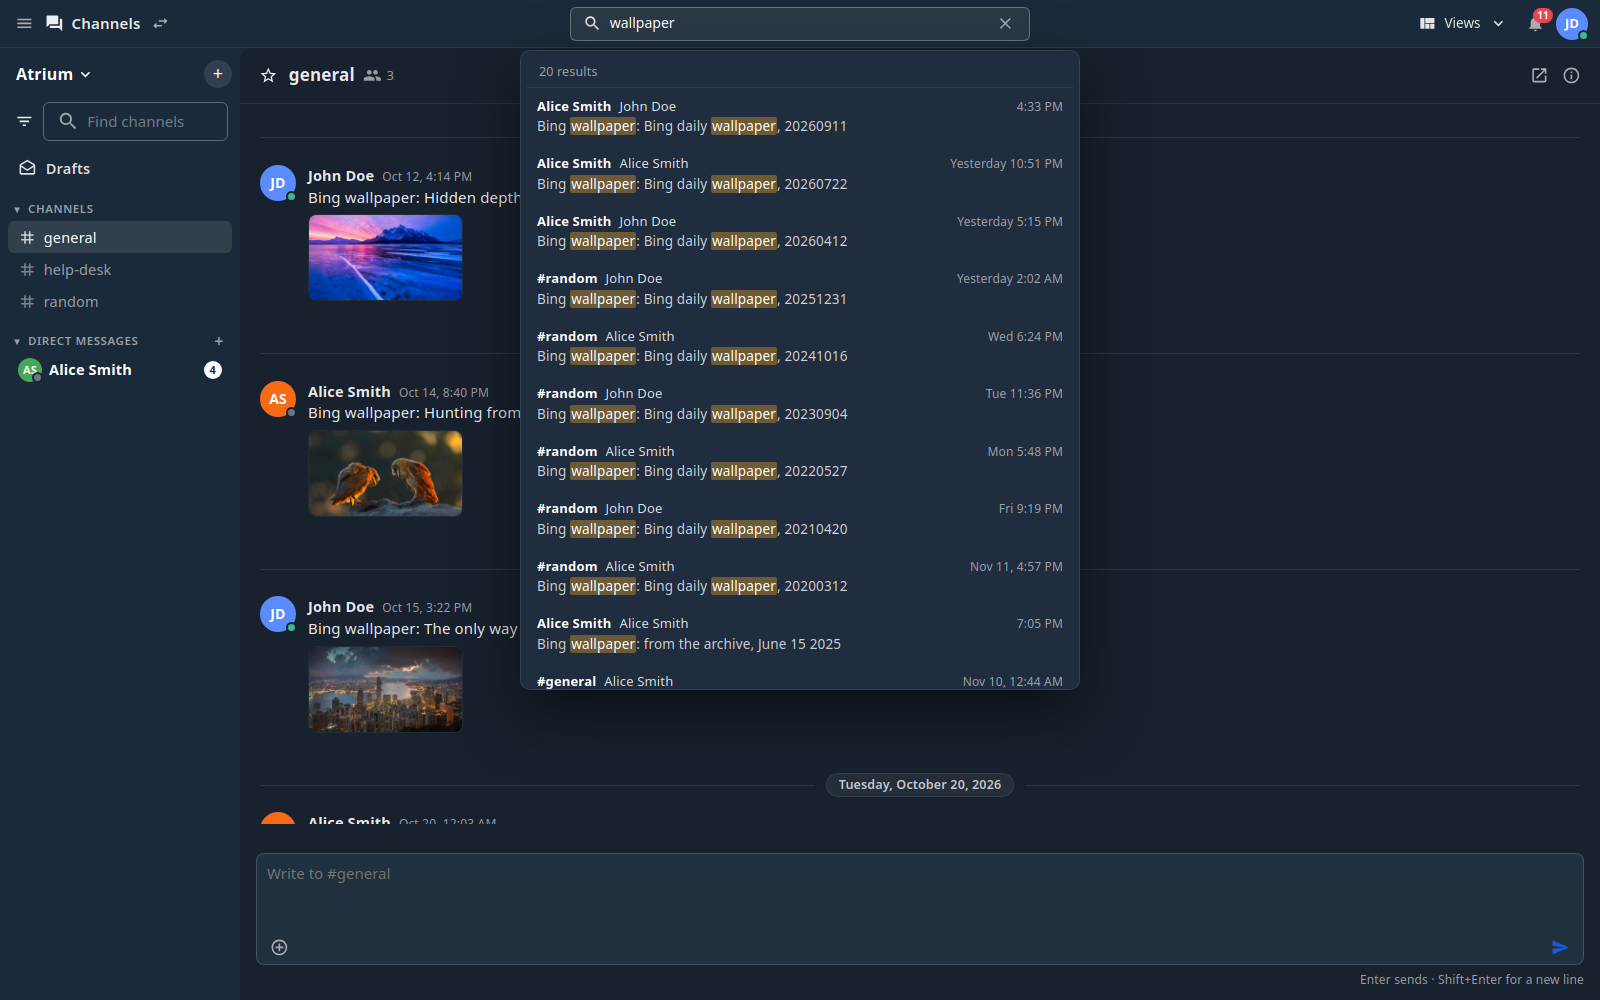 Channels
wallpaper
Views
11
JD
Atrium
+
Find channels
Drafts
CHANNELS
general
help-desk
random
DIRECT MESSAGES
+
AS
Alice Smith
4
general
3
JD
John Doe Oct 12, 4:14 PM
Bing wallpaper: Hidden depth
AS
Alice Smith Oct 14, 8:40 PM
Bing wallpaper: Hunting from
JD
John Doe Oct 15, 3:22 PM
Bing wallpaper: The only way
Tuesday, October 20, 2026
Alice Smith Oct 20, 12:03 AM
20 results
Alice Smith John Doe 4:33 PM
Bing wallpaper: Bing daily wallpaper, 20260911
Alice Smith Alice Smith Yesterday 10:51 PM
Bing wallpaper: Bing daily wallpaper, 20260722
Alice Smith John Doe Yesterday 5:15 PM
Bing wallpaper: Bing daily wallpaper, 20260412
#random John Doe Yesterday 2:02 AM
Bing wallpaper: Bing daily wallpaper, 20251231
#random Alice Smith Wed 6:24 PM
Bing wallpaper: Bing daily wallpaper, 20241016
#random John Doe Tue 11:36 PM
Bing wallpaper: Bing daily wallpaper, 20230904
#random Alice Smith Mon 5:48 PM
Bing wallpaper: Bing daily wallpaper, 20220527
#random John Doe Fri 9:19 PM
Bing wallpaper: Bing daily wallpaper, 20210420
#random Alice Smith Nov 11, 4:57 PM
Bing wallpaper: Bing daily wallpaper, 20200312
Alice Smith Alice Smith 7:05 PM
Bing wallpaper: from the archive, June 15 2025
#general Alice Smith Nov 10, 12:44 AM
Write to #general
Enter sends · Shift+Enter for a new line